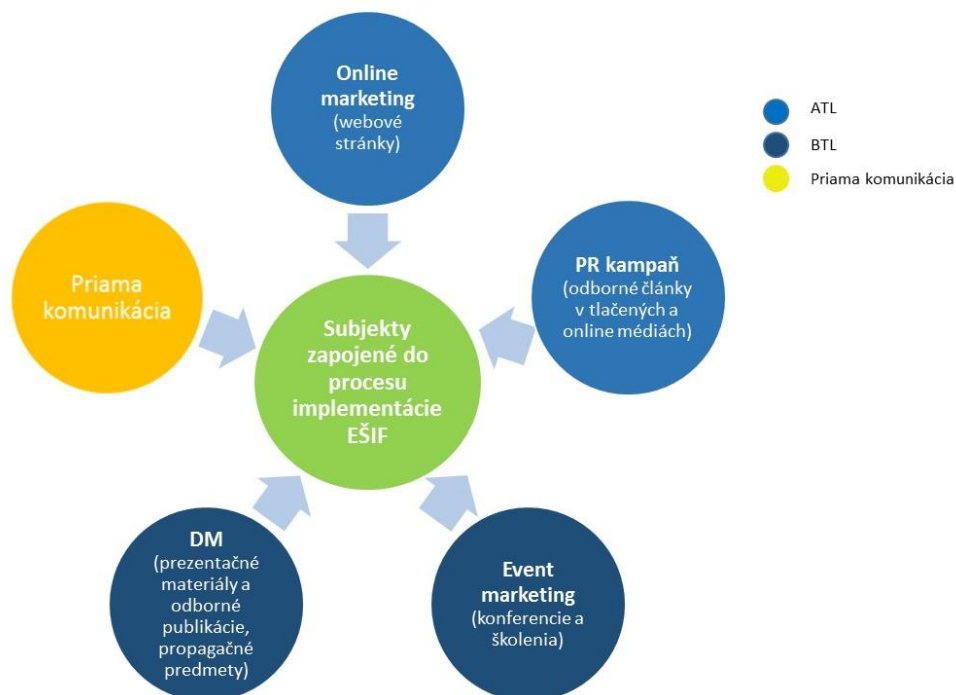 Online
marketing
(webové
stránky)
ATL
BTL
Priama komunikácia
Priama
komunikácia
PR kampaň
(odborné články
v tlačených a
online médiách)
Subjekty
zapojené do
procesu
implementácie
EŠIF
DM
(prezentačné
materiály a
odborné
publikácie,
propagačné
predmety)
Event
marketing
(konferencie a
školenia)